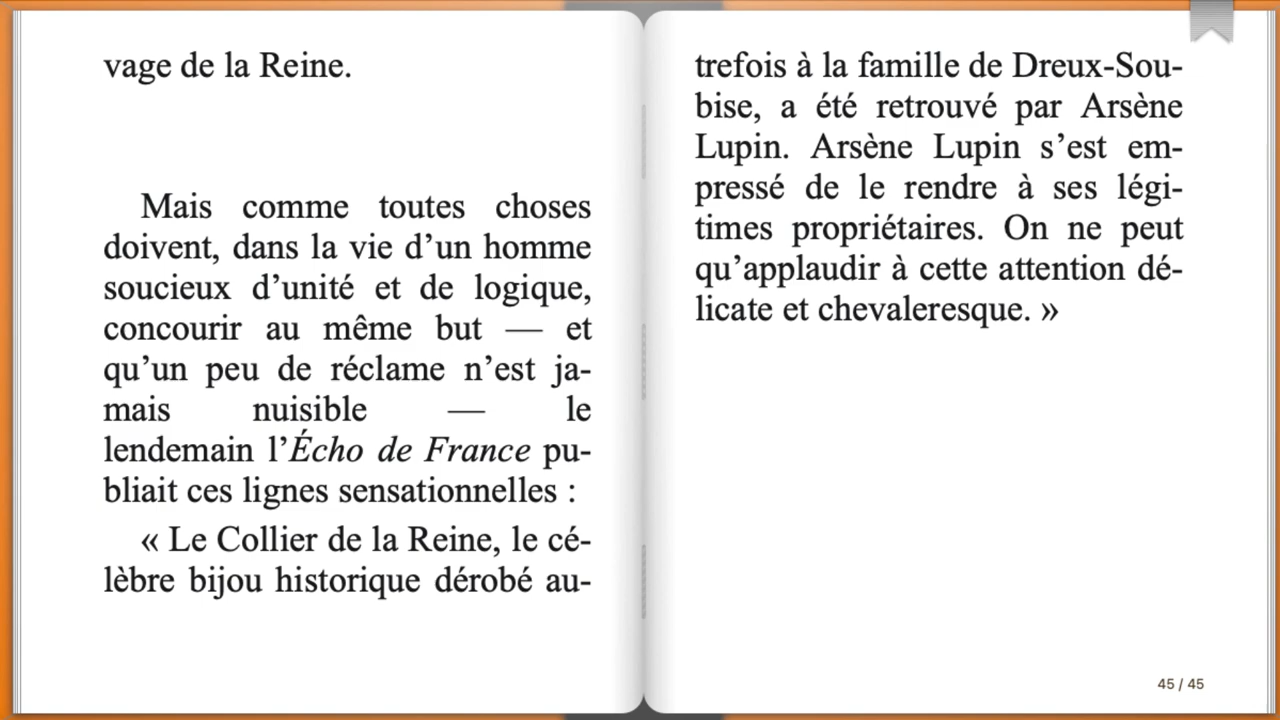 vage de la Reine.
Mais comme toutes choses
doivent, dans la vie d’un homme
soucieux d’unité et de logique,
concourir au même but — et
qu’un peu de réclame n’est ja-
mais nuisible — le
lendemain l’Écho de France pu-
bliait ces lignes sensationnelles :
« Le Collier de la Reine, le cé-
lèbre bijou historique dérobé au-
trefois à la famille de Dreux-Sou-
bise, a été retrouvé par Arsène
Lupin. Arsène Lupin s’est em-
pressé de le rendre à ses légi-
times propriétaires. On ne peut
qu’applaudir à cette attention dé-
licate et chevaleresque. »
45 / 45